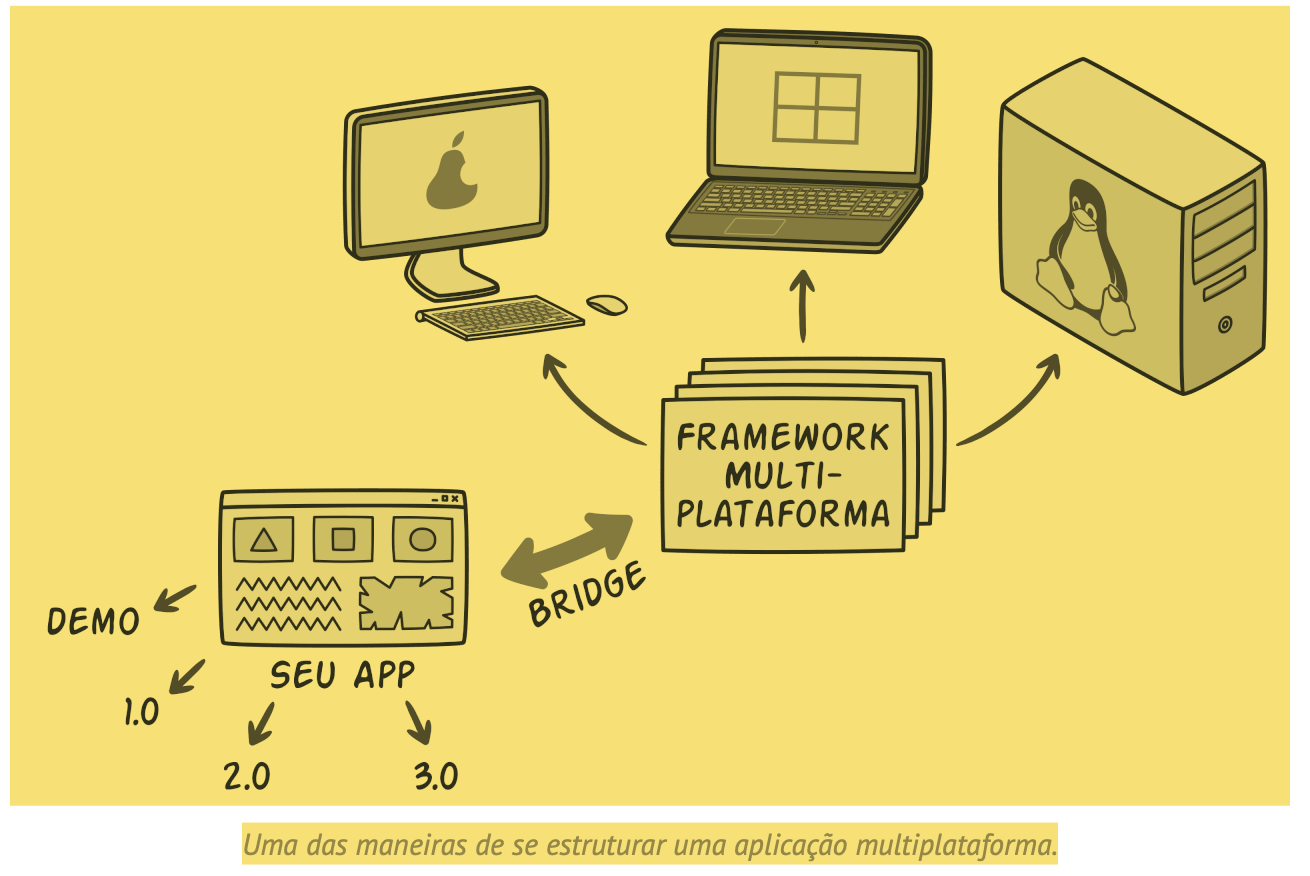 FRAMEWORK
MULTI-
PLATAFORMA
BRIDGE
DEMO
SEU APP
1.0
2.0
3.0
Uma das maneiras de se estruturar uma aplicação multiplataforma.